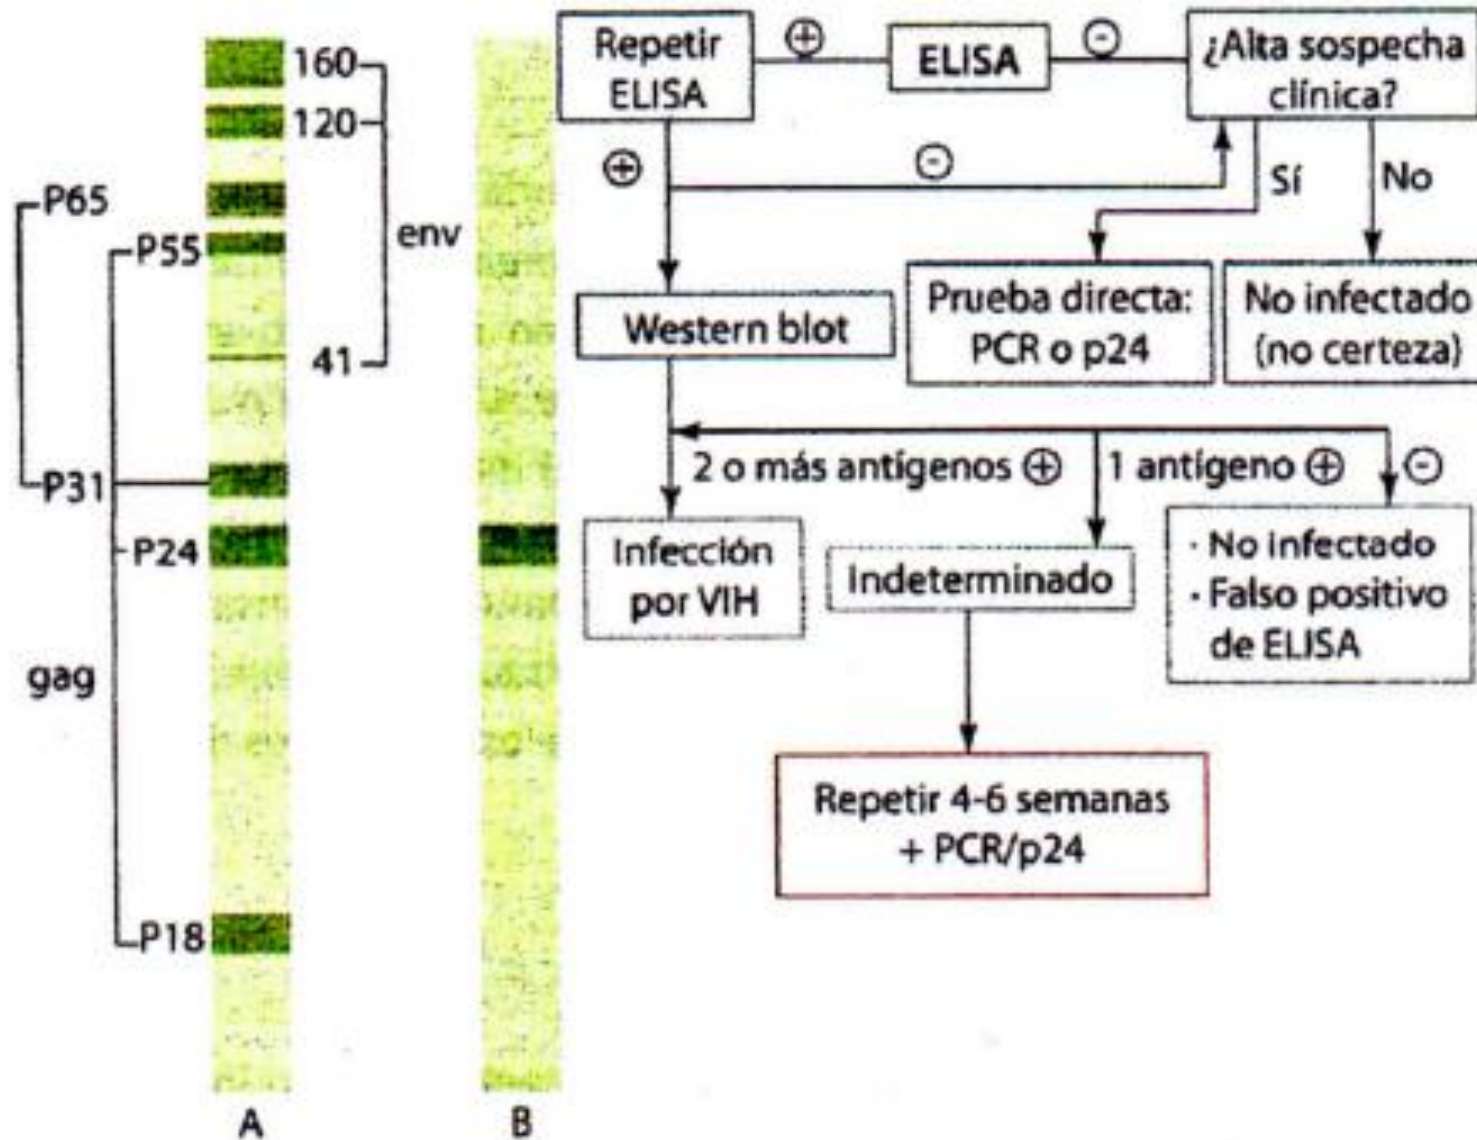 160
120
P65
env
P55
41
P31
P24
gag
P18
A
B
Repetir
ELISA
+
ELISA
-
¿Alta sospecha
clínica?
+
-
Sí
No
Western blot
Prueba directa:
PCR o p24
No infectado
(no certeza)
2 o más antígenos +
1 antígeno +
-
Infección
por VIH
Indeterminado
· No infectado
· Falso positivo
de ELISA
Repetir 4-6 semanas
+ PCR/p24